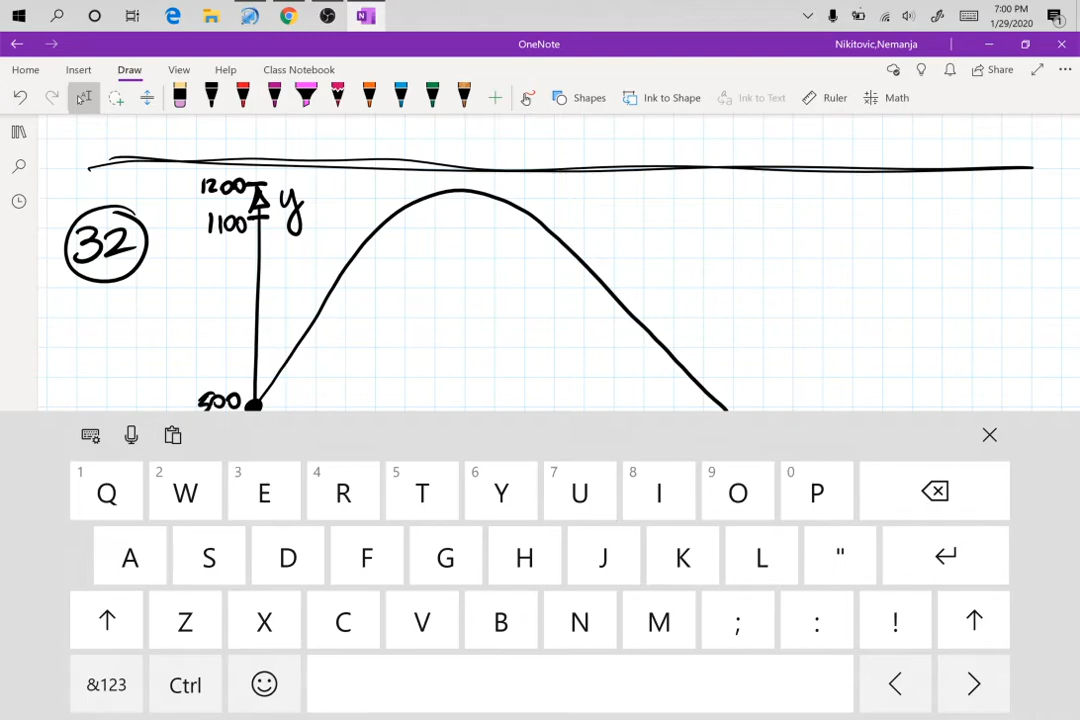 7:00 PM
1/29/2020
1
OneNote
Nikitovic,Nemanja
Home
Insert
Draw
View
Help
Class Notebook
Share
Shapes
Ink to Shape
Ink to Text
Ruler
Math
1200
y
1100
32
1 Q
2 W
3 E
4 R
5 T
6 Y
7 U
8 I
9 O
0 P
A S D F G H J K L "
Z X C V B N M ; : !
&123 Ctrl